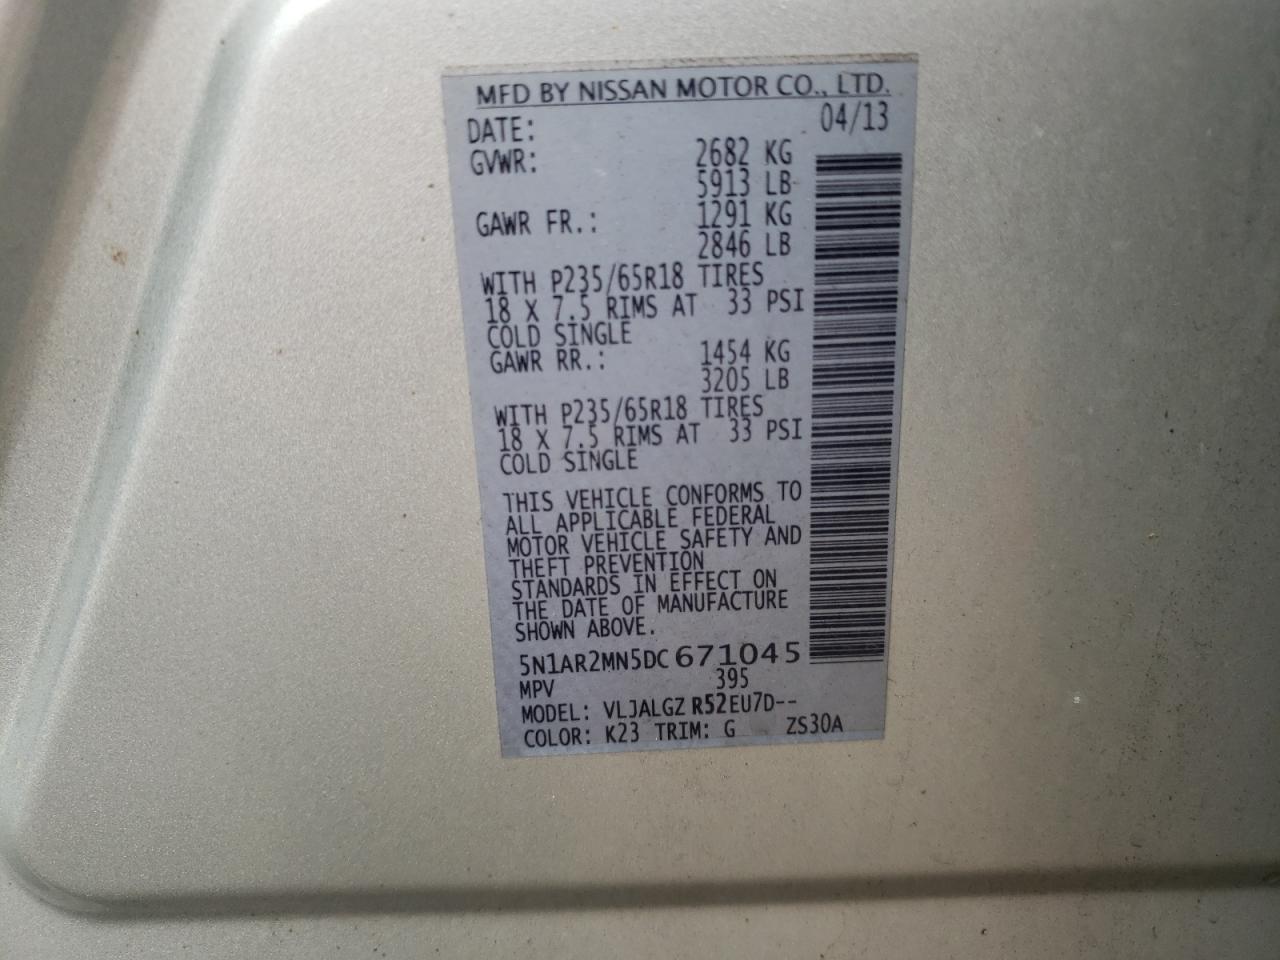 MFD BY NISSAN MOTOR CO., LTD.
DATE: 04/13
GVWR: 2682 KG
5913 LB
GAWR FR.: 1291 KG
2846 LB
WITH P235/65R18 TIRES
18 X 7.5 RIMS AT 33 PSI
COLD SINGLE
GAWR RR.: 1454 KG
3205 LB
WITH P235/65R18 TIRES
18 X 7.5 RIMS AT 33 PSI
COLD SINGLE
THIS VEHICLE CONFORMS TO
ALL APPLICABLE FEDERAL
MOTOR VEHICLE SAFETY AND
THEFT PREVENTION
STANDARDS IN EFFECT ON
THE DATE OF MANUFACTURE
SHOWN ABOVE.
5N1AR2MN5DC671045
MPV 395
MODEL: VLJALGZ R52EU7D--
COLOR: K23 TRIM: G ZS30A